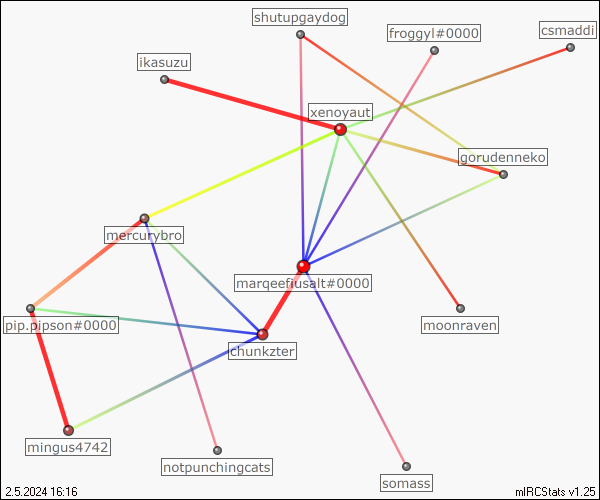 shutupgaydog
froggyl#0000
csmaddi
ikasuzu
xenoyaut
gorudenneko
mercurybro
marqeefiusalt#0000
pip.pipson#0000
moonraven
chunkzter
mingus4742
notpunchingcats
somass
2.5.2024 16:16
mIRCStats v1.25